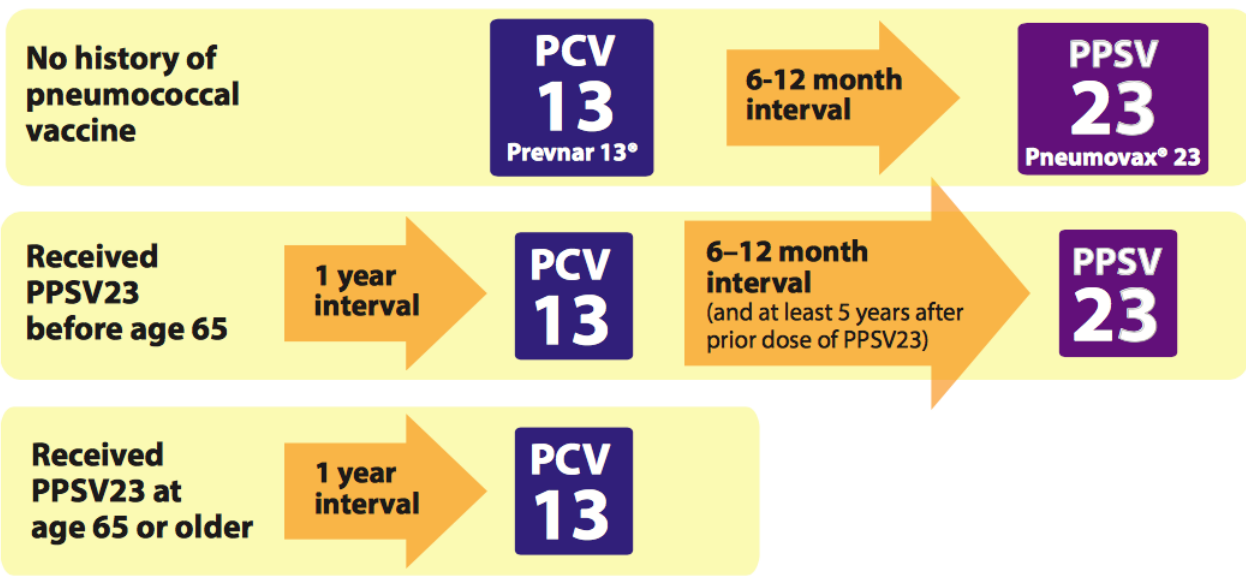 No history of
pneumococcal
vaccine
PCV
13
Prevnar 13®
6-12 month
interval
PPSV
23
Pneumovax® 23
Received
PPSV23
before age 65
1 year
interval
PCV
13
6–12 month
interval
(and at least 5 years after
prior dose of PPSV23)
PPSV
23
Received
PPSV23 at
age 65 or older
1 year
interval
PCV
13